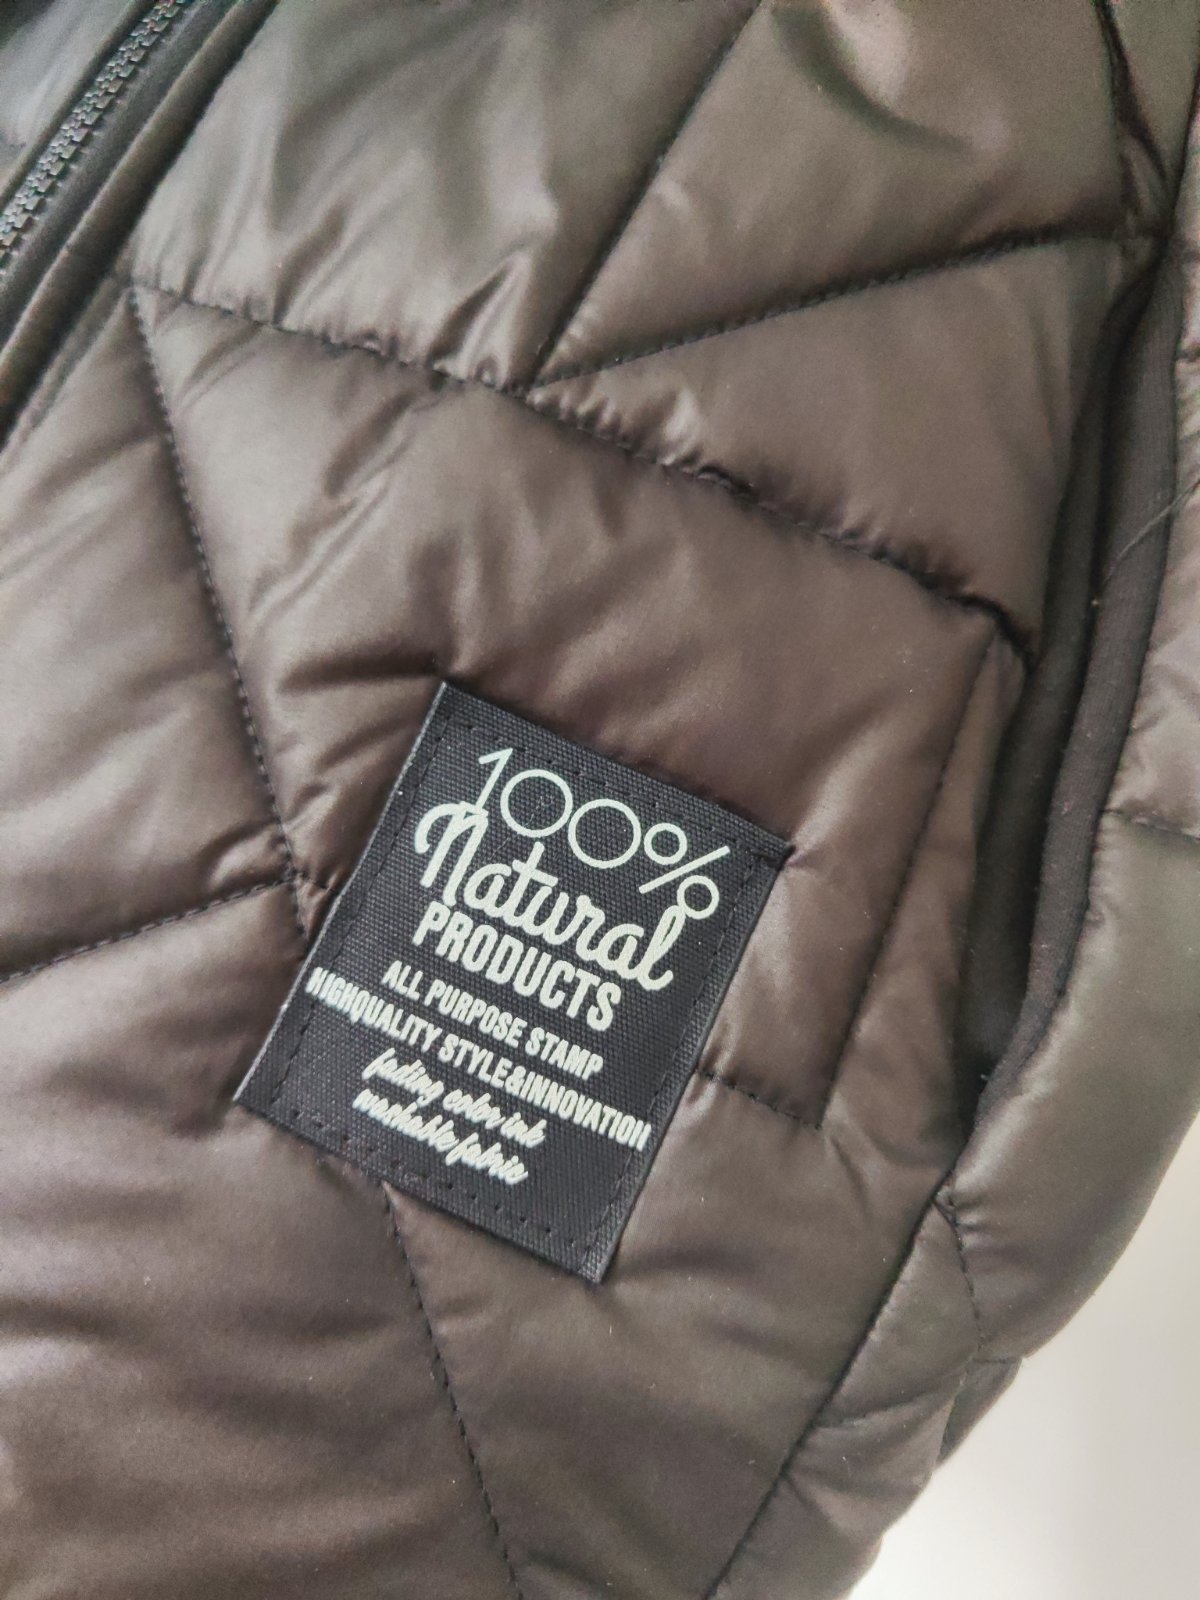 100%
Natural
PRODUCTS
ALL PURPOSE STAMP
HIGHQUALITY STYLE&INNOVATION
fading color ink
washable fabric